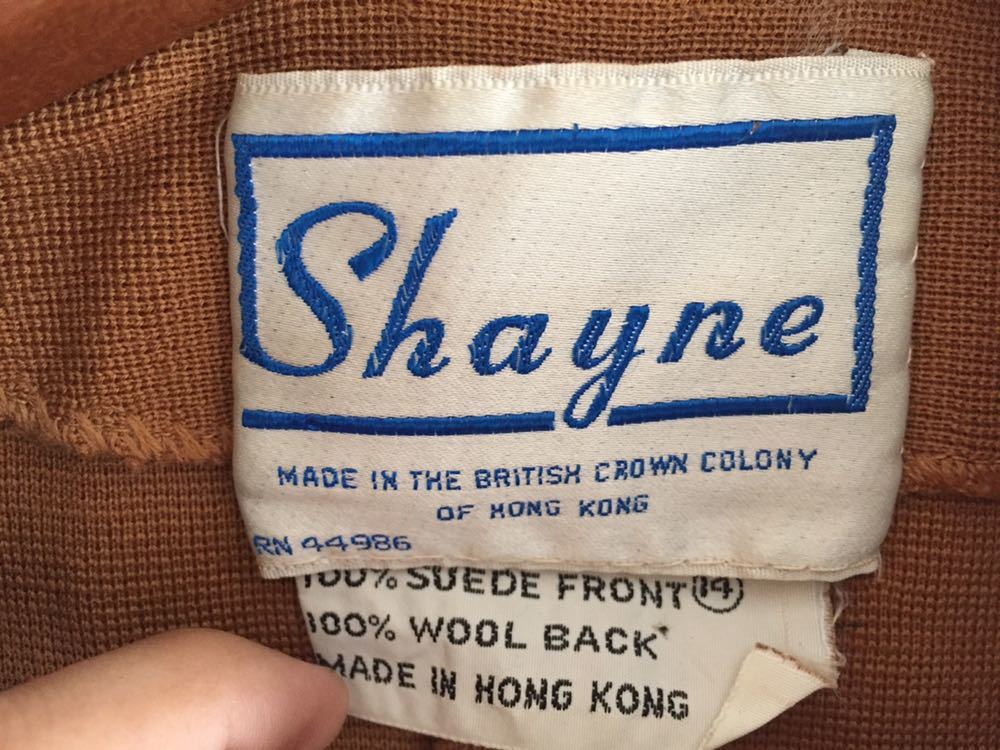 Shayne
MADE IN THE BRITISH CROWN COLONY
OF HONG KONG
RN 44986
100% SUEDE FRONT 14
100% WOOL BACK
MADE IN HONG KONG